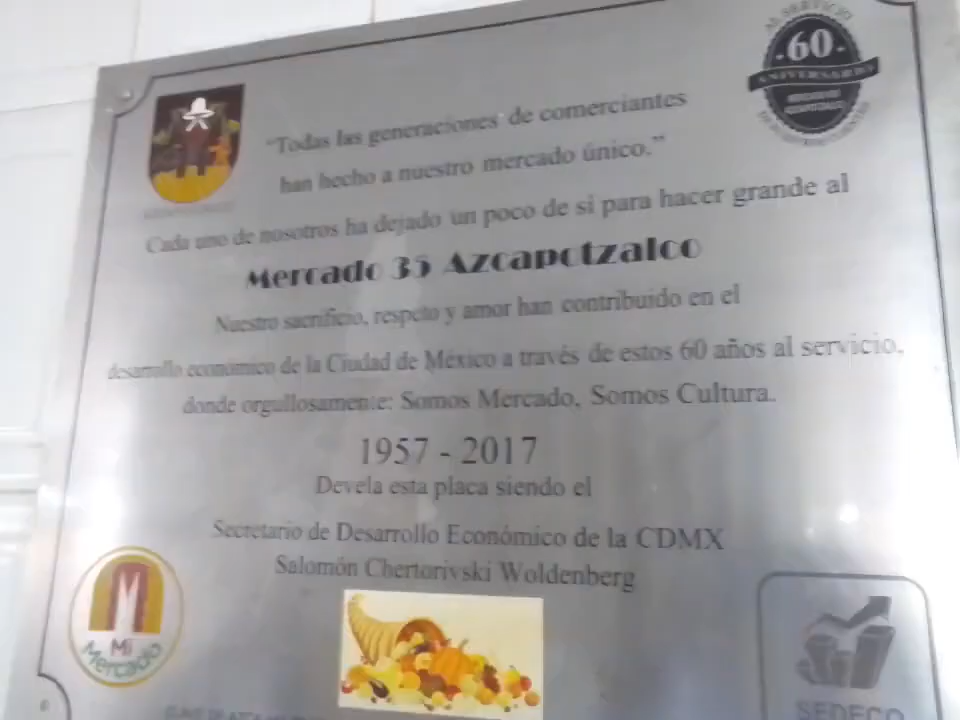 AL SERVICIO
60
ANIVERSARIO
"Todas las generaciones de comerciantes
han hecho a nuestro mercado único."
Cada uno de nosotros ha dejado un poco de si para hacer grande al
Mercado 35 Azcapotzalco
Nuestro sacrificio, respeto y amor han contribuido en el
desarrollo económico de la Ciudad de México a través de estos 60 años al servicio,
donde orgullosamente: Somos Mercado, Somos Cultura.
1957 - 2017
Devela esta placa siendo el
Secretario de Desarrollo Económico de la CDMX
Salomón Chertorivski Woldenberg
M
Mi
Mercado
SEDECO